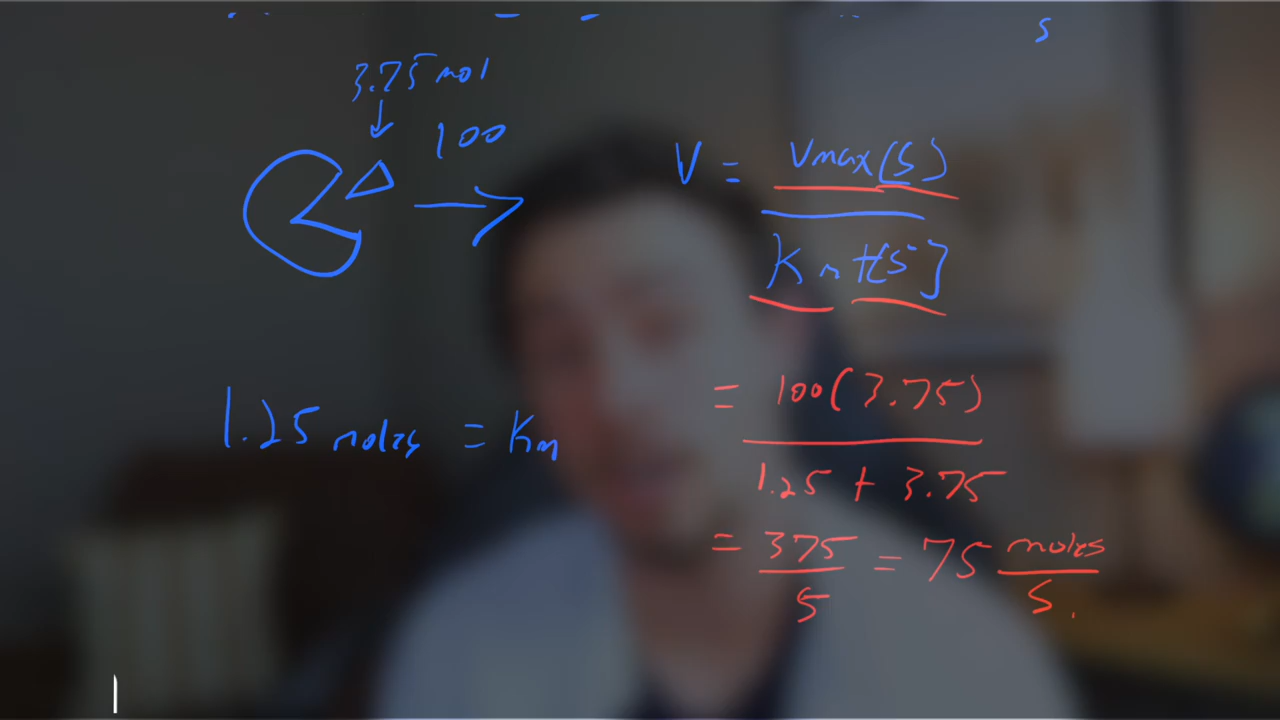 s
3.75 mol
100
V = Vmax(S)
Km+[S]
1.25 moles = Km
= 100(3.75)
1.25 + 3.75
= 375 = 75 moles
5 s.